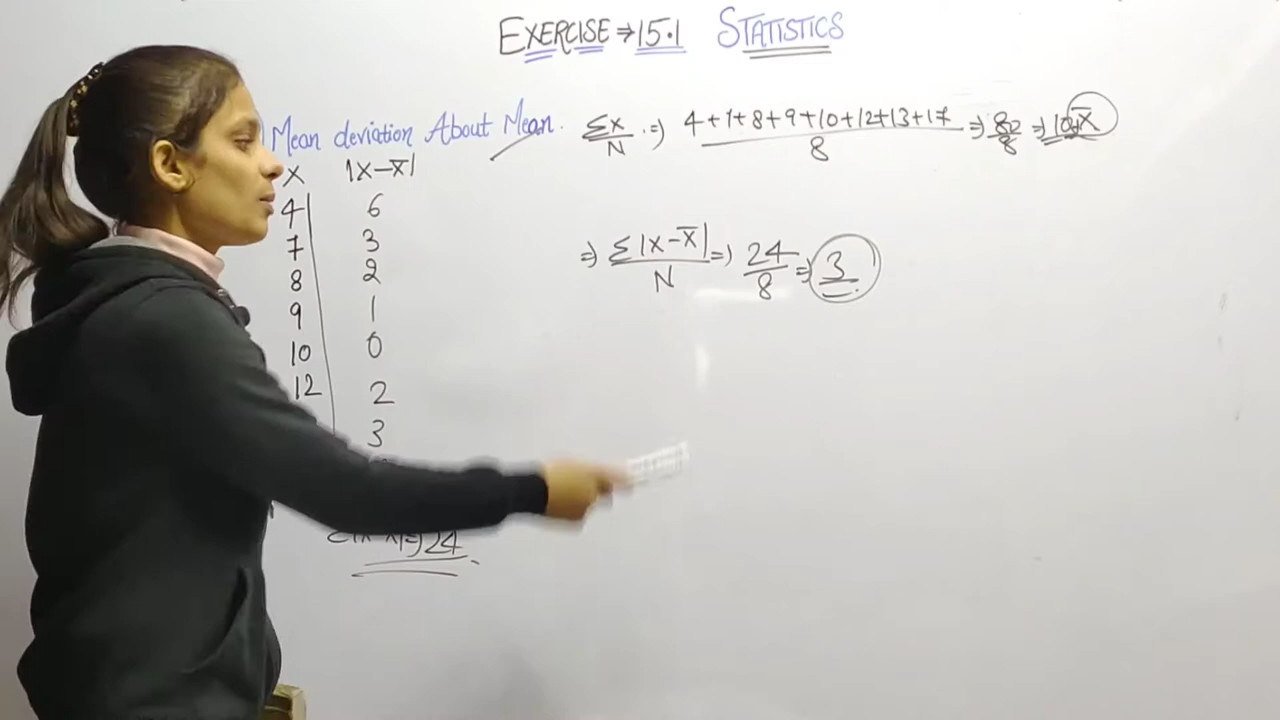 EXERCISE ⇒ 15.1 STATISTICS
Mean deviation About Mean.
Σx/N ⇒ 4+7+8+9+10+12+13+17/8 ⇒ 80/8 ⇒ 10 x̄
x |x-x̄|
4 6
7 3
8 2
9 1
10 0
12 2
3
⇒ Σ|x-x̄|/N ⇒ 24/8 ⇒ 3
⇒ 24